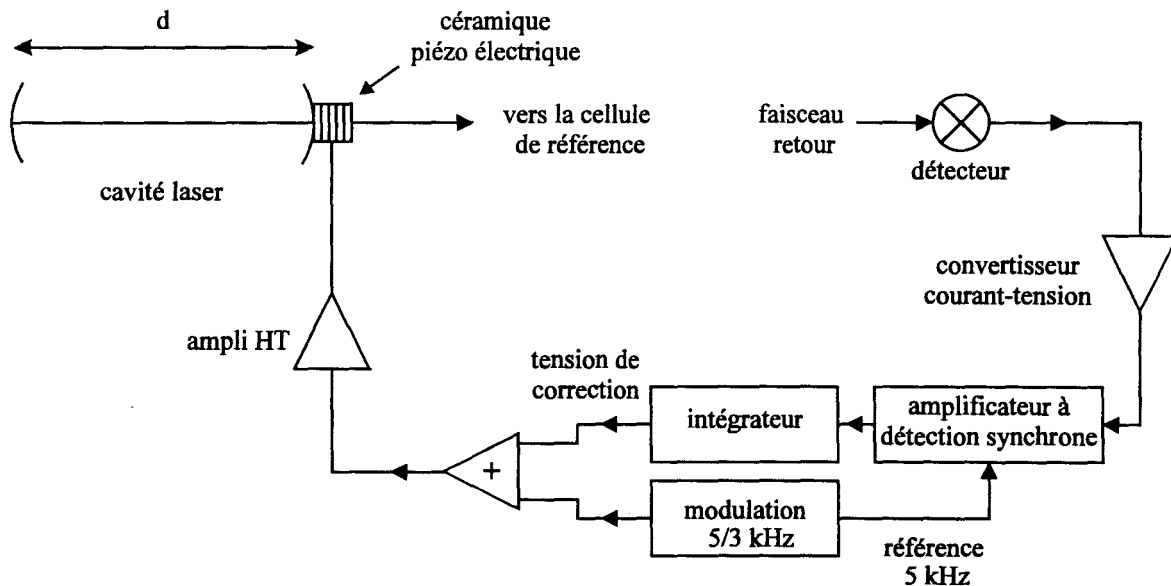 d
céramique
piézo électrique
vers la cellule
de référence
faisceau
retour
détecteur
cavité laser
convertisseur
courant-tension
ampli HT
tension de
correction
intégrateur
amplificateur à
détection synchrone
+
modulation
5/3 kHz
référence
5 kHz